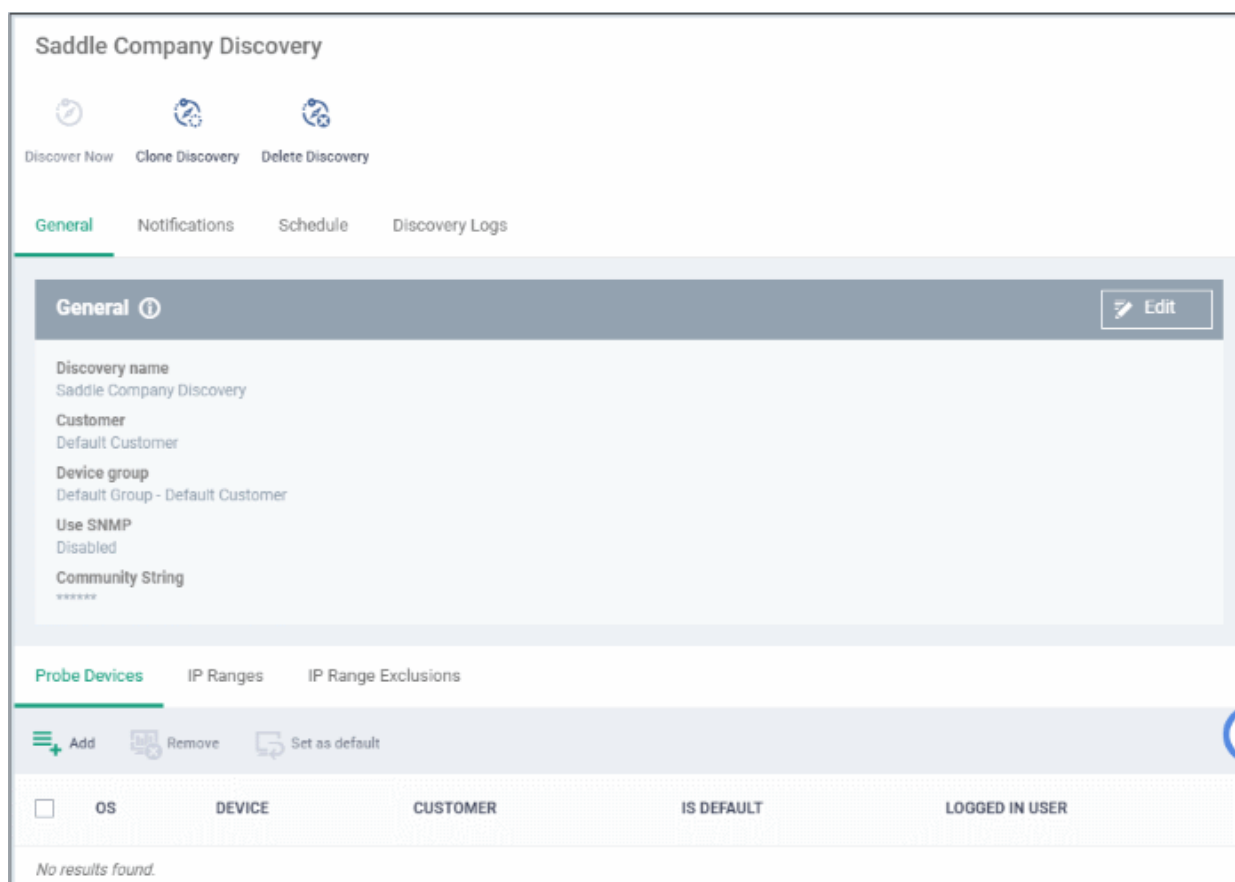 Saddle Company Discovery
Discover Now Clone Discovery Delete Discovery
General Notifications Schedule Discovery Logs
General
Edit
Discovery name
Saddle Company Discovery
Customer
Default Customer
Device group
Default Group - Default Customer
Use SNMP
Disabled
Community String
******
Probe Devices IP Ranges IP Range Exclusions
Add Remove Set as default
OS DEVICE CUSTOMER IS DEFAULT LOGGED IN USER
No results found.